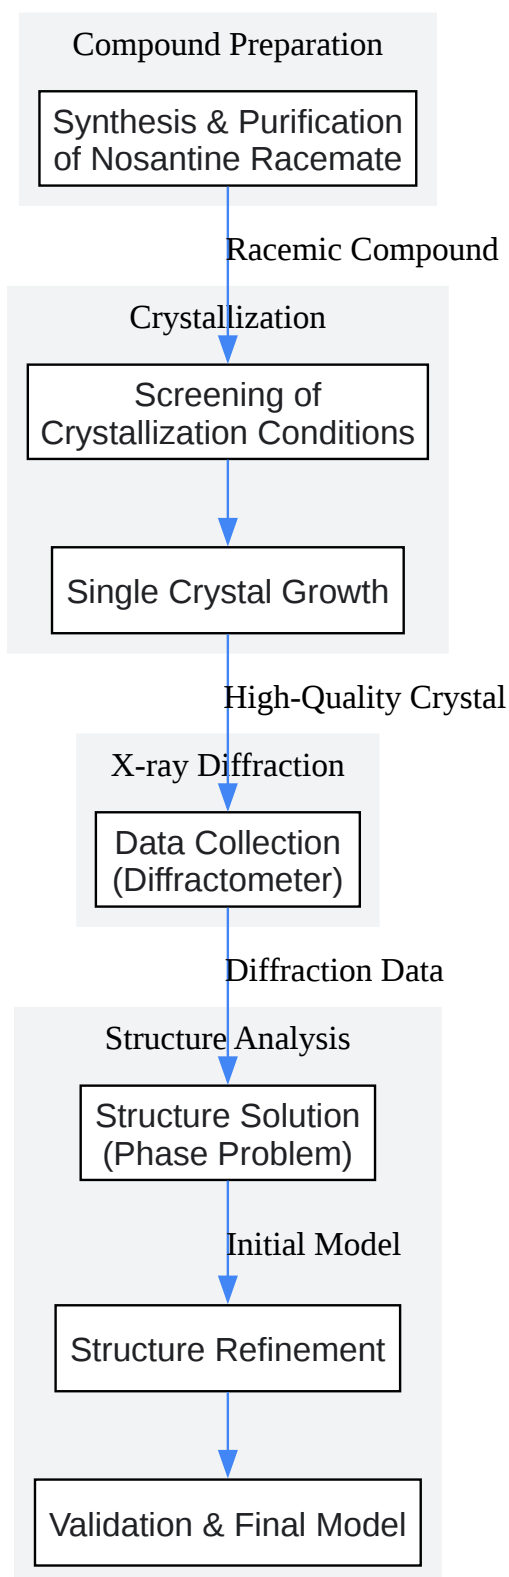 Compound Preparation
Synthesis & Purification
of Nosantine Racemate
Racemic Compound
Crystallization
Screening of
Crystallization Conditions
Single Crystal Growth
High-Quality Crystal
X-ray Diffraction
Data Collection
(Diffractometer)
Diffraction Data
Structure Analysis
Structure Solution
(Phase Problem)
Initial Model
Structure Refinement
Validation & Final Model